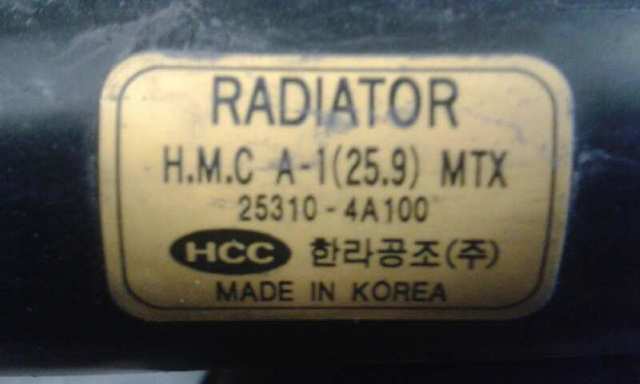 RADIATOR
H.M.C A-1(25.9) MTX
25310-4A100
HCC 한라공조(주)
MADE IN KOREA